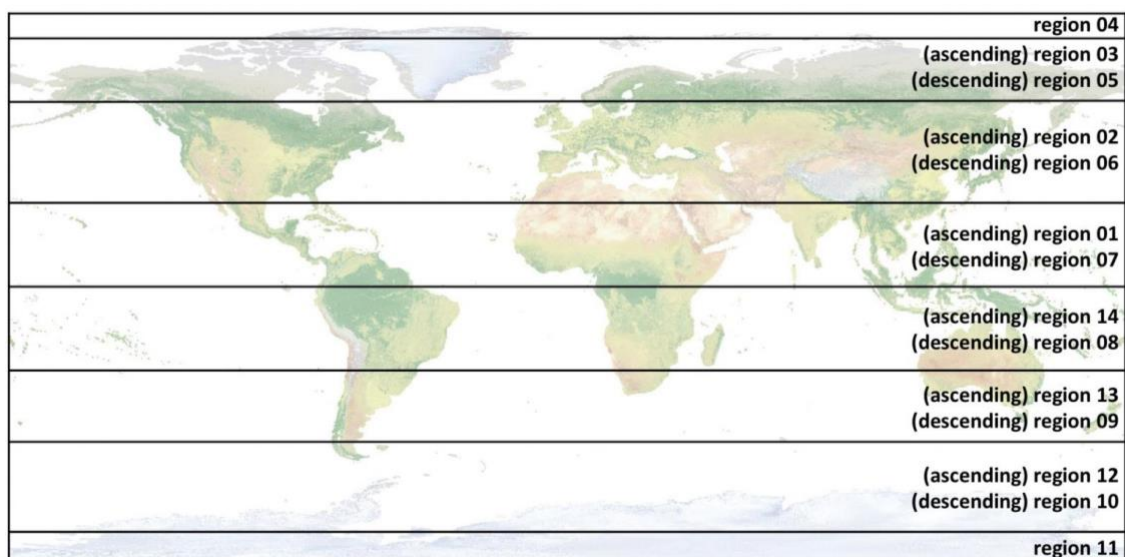 region 04
(ascending) region 03
(descending) region 05
(ascending) region 02
(descending) region 06
(ascending) region 01
(descending) region 07
(ascending) region 14
(descending) region 08
(ascending) region 13
(descending) region 09
(ascending) region 12
(descending) region 10
region 11